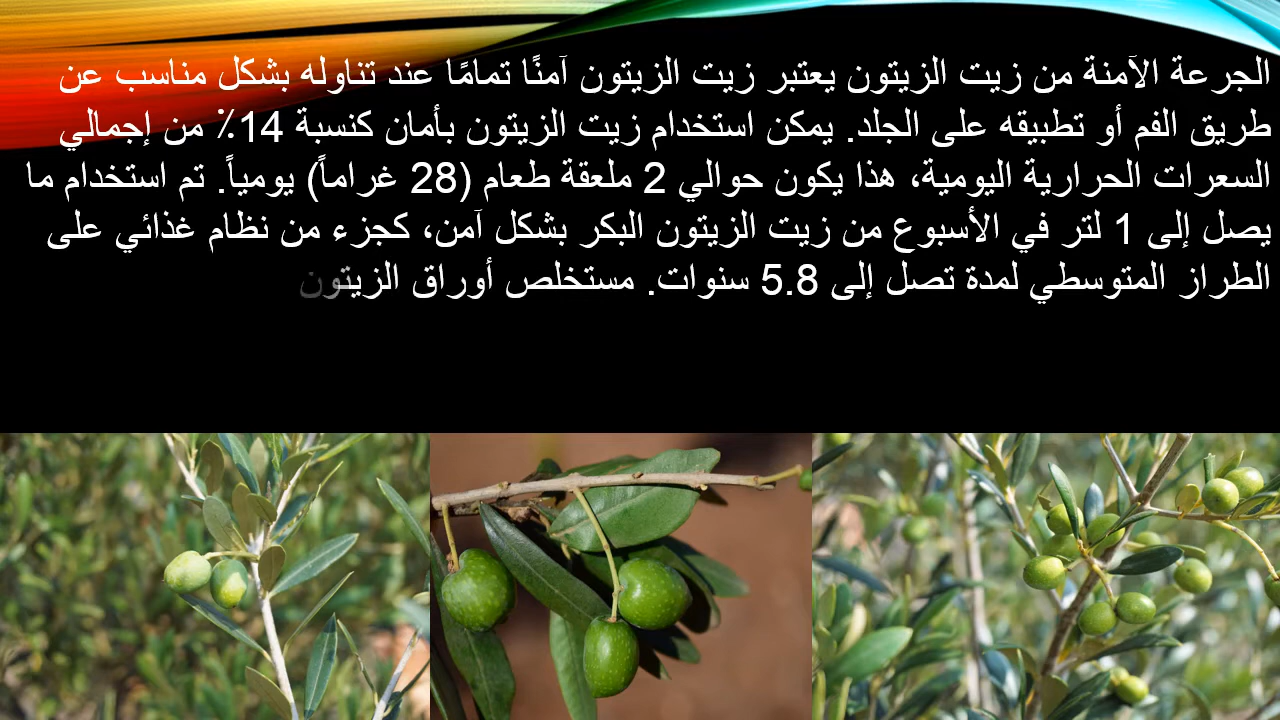 الجرعة الآمنة من زيت الزيتون يعتبر زيت الزيتون آمنًا تمامًا عند تناوله بشكل مناسب عن
طريق الفم أو تطبيقه على الجلد. يمكن استخدام زيت الزيتون بأمان كنسبة 14٪ من إجمالي
السعرات الحرارية اليومية، هذا يكون حوالي 2 ملعقة طعام (28 غراماً) يومياً. تم استخدام ما
يصل إلى 1 لتر في الأسبوع من زيت الزيتون البكر بشكل آمن، كجزء من نظام غذائي على
الطراز المتوسطي لمدة تصل إلى 5.8 سنوات. مستخلص أوراق الزيتون